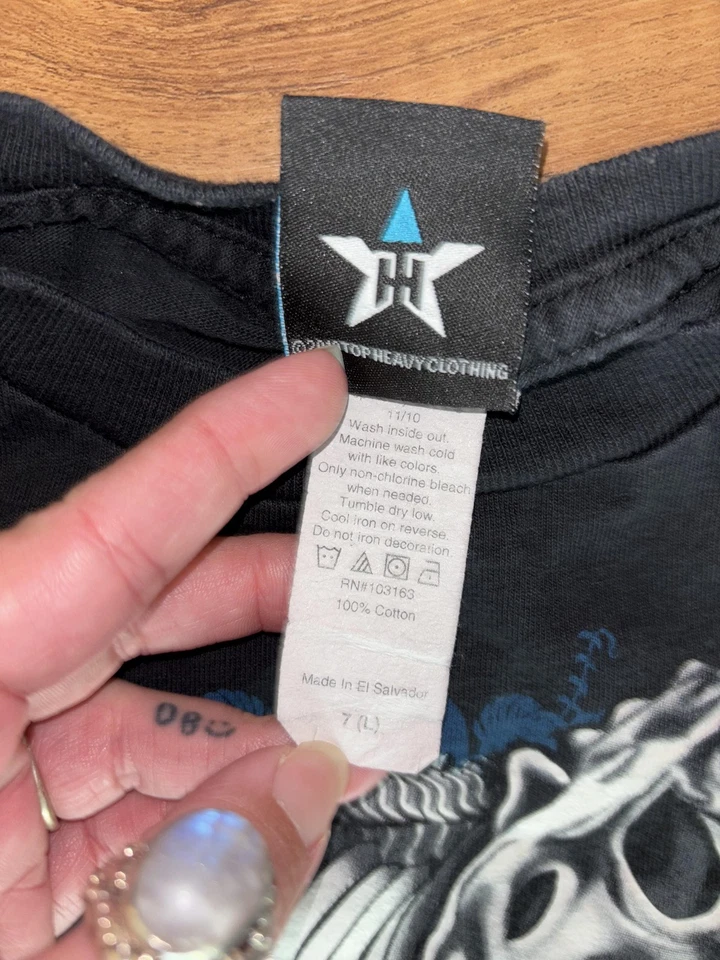 H
TOP HEAVY CLOTHING
11/10
Wash inside out.
Machine wash cold
with like colors.
Only non-chlorine bleach
when needed.
Tumble dry low.
Cool iron on reverse.
Do not iron decoration.
RN#103163
100% Cotton
Made In El Salvador
7 (L)